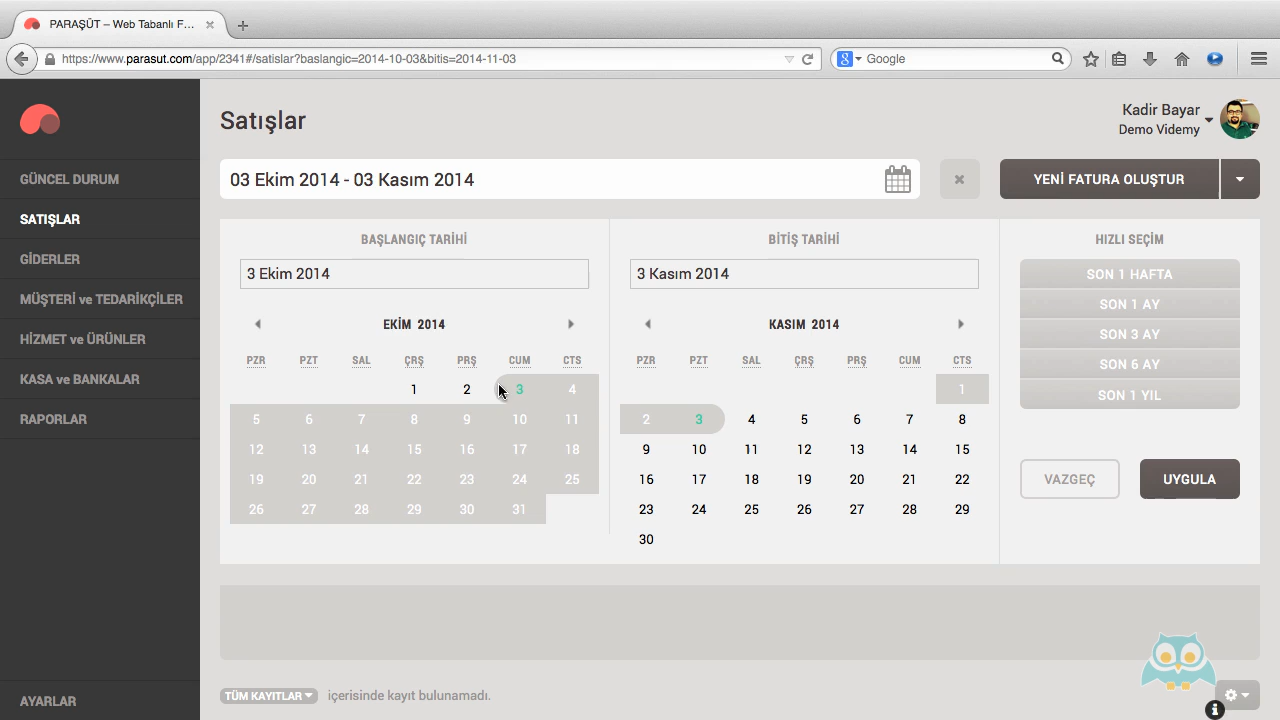 PARAŞÜT – Web Tabanlı F...
https://www.parasut.com/app/2341#/satislar?baslangic=2014-10-03&bitis=2014-11-03
Google
Satışlar
Kadir Bayar
Demo Videmy
03 Ekim 2014 - 03 Kasım 2014
YENİ FATURA OLUŞTUR
GÜNCEL DURUM
SATIŞLAR
GİDERLER
MÜŞTERİ ve TEDARİKÇİLER
HİZMET ve ÜRÜNLER
KASA ve BANKALAR
RAPORLAR
AYARLAR
BAŞLANGIÇ TARİHİ
3 Ekim 2014
EKİM 2014
PZR PZT SAL ÇRŞ PRŞ CUM CTS
1 2 3 4
5 6 7 8 9 10 11
12 13 14 15 16 17 18
19 20 21 22 23 24 25
26 27 28 29 30 31
BİTİŞ TARİHİ
3 Kasım 2014
KASIM 2014
PZR PZT SAL ÇRŞ PRŞ CUM CTS
1
2 3 4 5 6 7 8
9 10 11 12 13 14 15
16 17 18 19 20 21 22
23 24 25 26 27 28 29
30
HIZLI SEÇİM
SON 1 HAFTA
SON 1 AY
SON 3 AY
SON 6 AY
SON 1 YIL
VAZGEÇ UYGULA
TÜM KAYITLAR içerisinde kayıt bulunamadı.